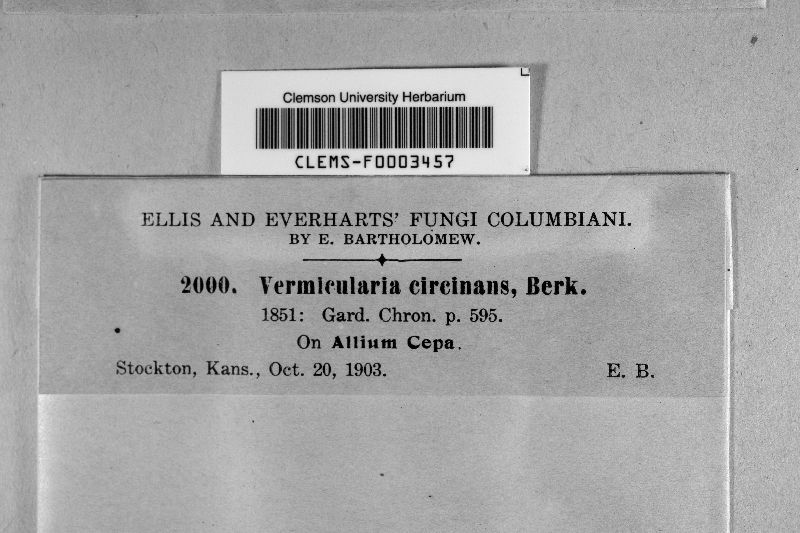 Clemson University Herbarium
CLEMS-F0003457
ELLIS AND EVERHARTS' FUNGI COLUMBIANI.
BY E. BARTHOLOMEW.
2000. Vermicularia circinans, Berk.
1851: Gard. Chron. p. 595.
On Allium Cepa.
Stockton, Kans., Oct. 20, 1903. E. B.